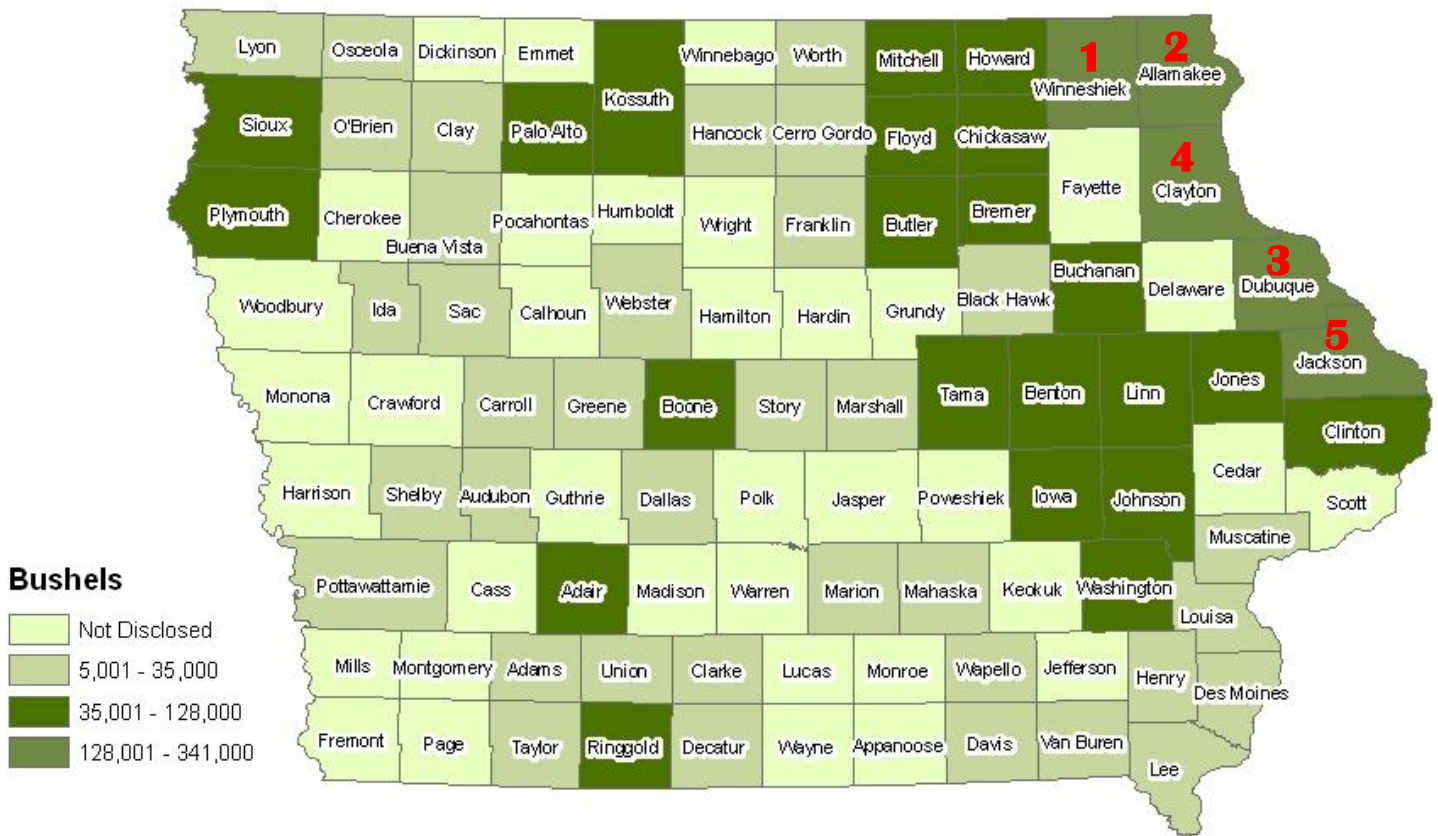 1 2
Lyon Osceola Dickinson Emmet Winnebago Worth Mitchell Howard Winneshiek Allamakee
Kossuth
Sioux O'Brien Clay Palo Alto Hancock Cerro Gordo Floyd Chickasaw
4
Plymouth Cherokee Buena Vista Pocahontas Humboldt Wright Franklin Butler Bremer Fayette Clayton
3
Woodbury Ida Sac Calhoun Webster Hamilton Hardin Grundy Black Hawk Buchanan Delaware Dubuque
5
Jackson
Monona Crawford Carroll Greene Boone Story Marshall Tama Benton Linn Jones
Clinton
Harrison Shelby Audubon Guthrie Dallas Polk Jasper Poweshiek Iowa Johnson Cedar Scott
Muscatine
Pottawattamie Cass Adair Madison Warren Marion Mahaska Keokuk Washington
Louisa
Mills Montgomery Adams Union Clarke Lucas Monroe Wapello Jefferson Henry Des Moines
Fremont Page Taylor Ringgold Decatur Wayne Appanoose Davis Van Buren
Lee
Bushels
Not Disclosed
5,001 - 35,000
35,001 - 128,000
128,001 - 341,000